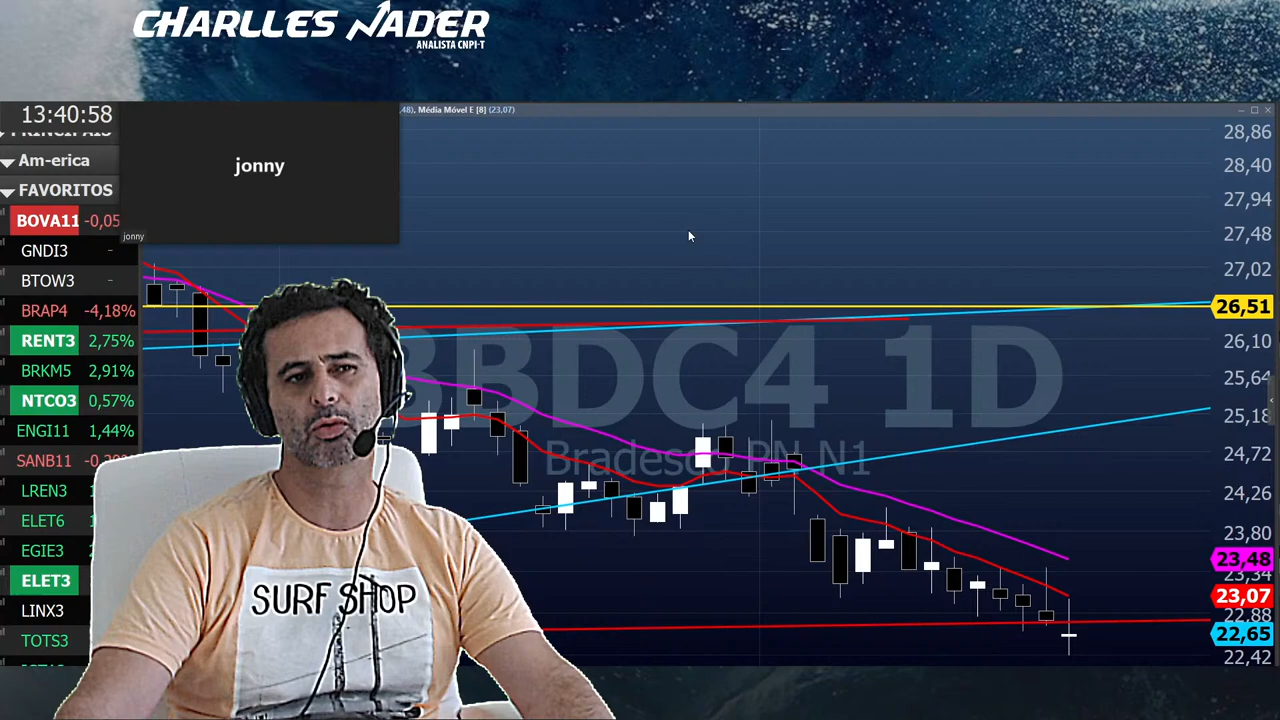 CHARLLES NADER
ANALISTA CNPI-T
13:40:58
,48), Média Móvel E [8] (23,07)
PRINCIPAIS
Am-erica
FAVORITOS
BOVA11 -0,05
GNDI3 -
BTOW3 -
BRAP4 -4,18%
RENT3 2,75%
BRKM5 2,91%
NTCO3 0,57%
ENGI11 1,44%
SANB11
LREN3
ELET6
EGIE3
ELET3
LINX3
TOTS3
jonny
jonny
BBDC4 1D
Bradesco PN N1
SURF SHOP
28,86
28,40
27,94
27,48
27,02
26,51
26,10
25,64
25,18
24,72
24,26
23,80
23,48
23,34
23,07
22,88
22,65
22,42